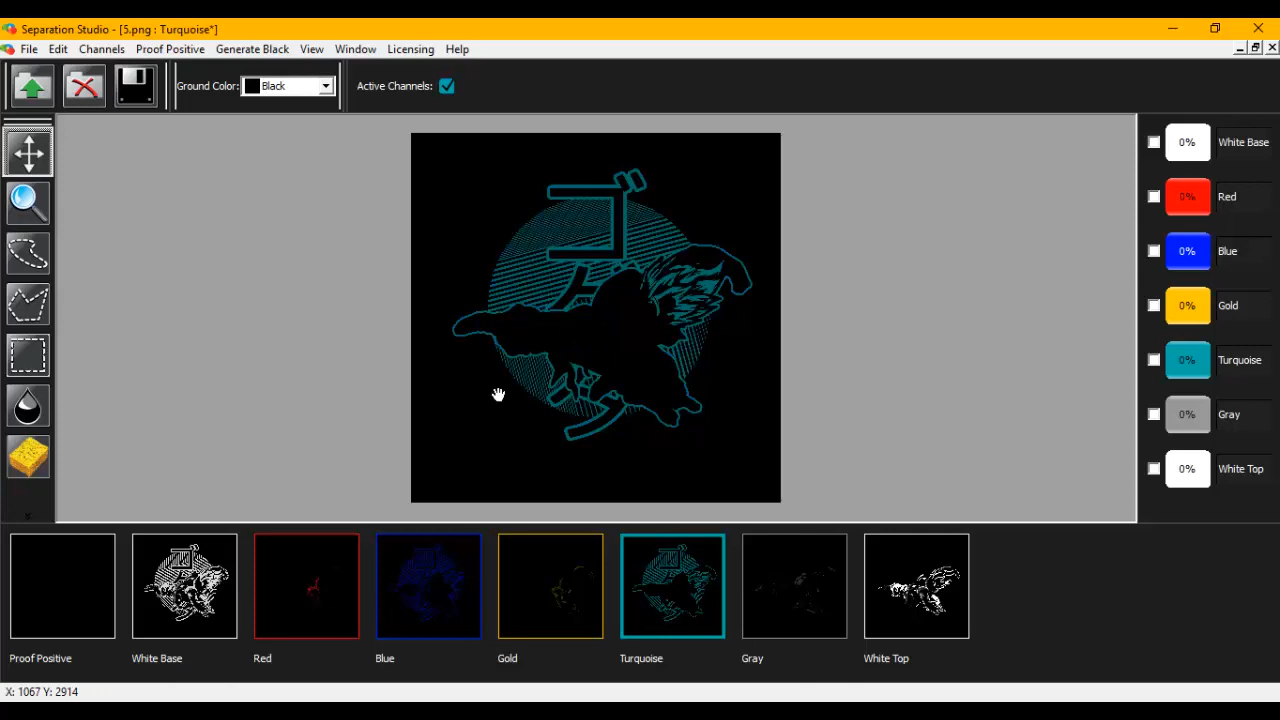 Separation Studio - [5.png : Turquoise*]
File Edit Channels Proof Positive Generate Black View Window Licensing Help
Ground Color: Black Active Channels:
0% White Base
0% Red
0% Blue
0% Gold
0% Turquoise
0% Gray
0% White Top
Proof Positive White Base Red Blue Gold Turquoise Gray White Top
X: 1067 Y: 2914